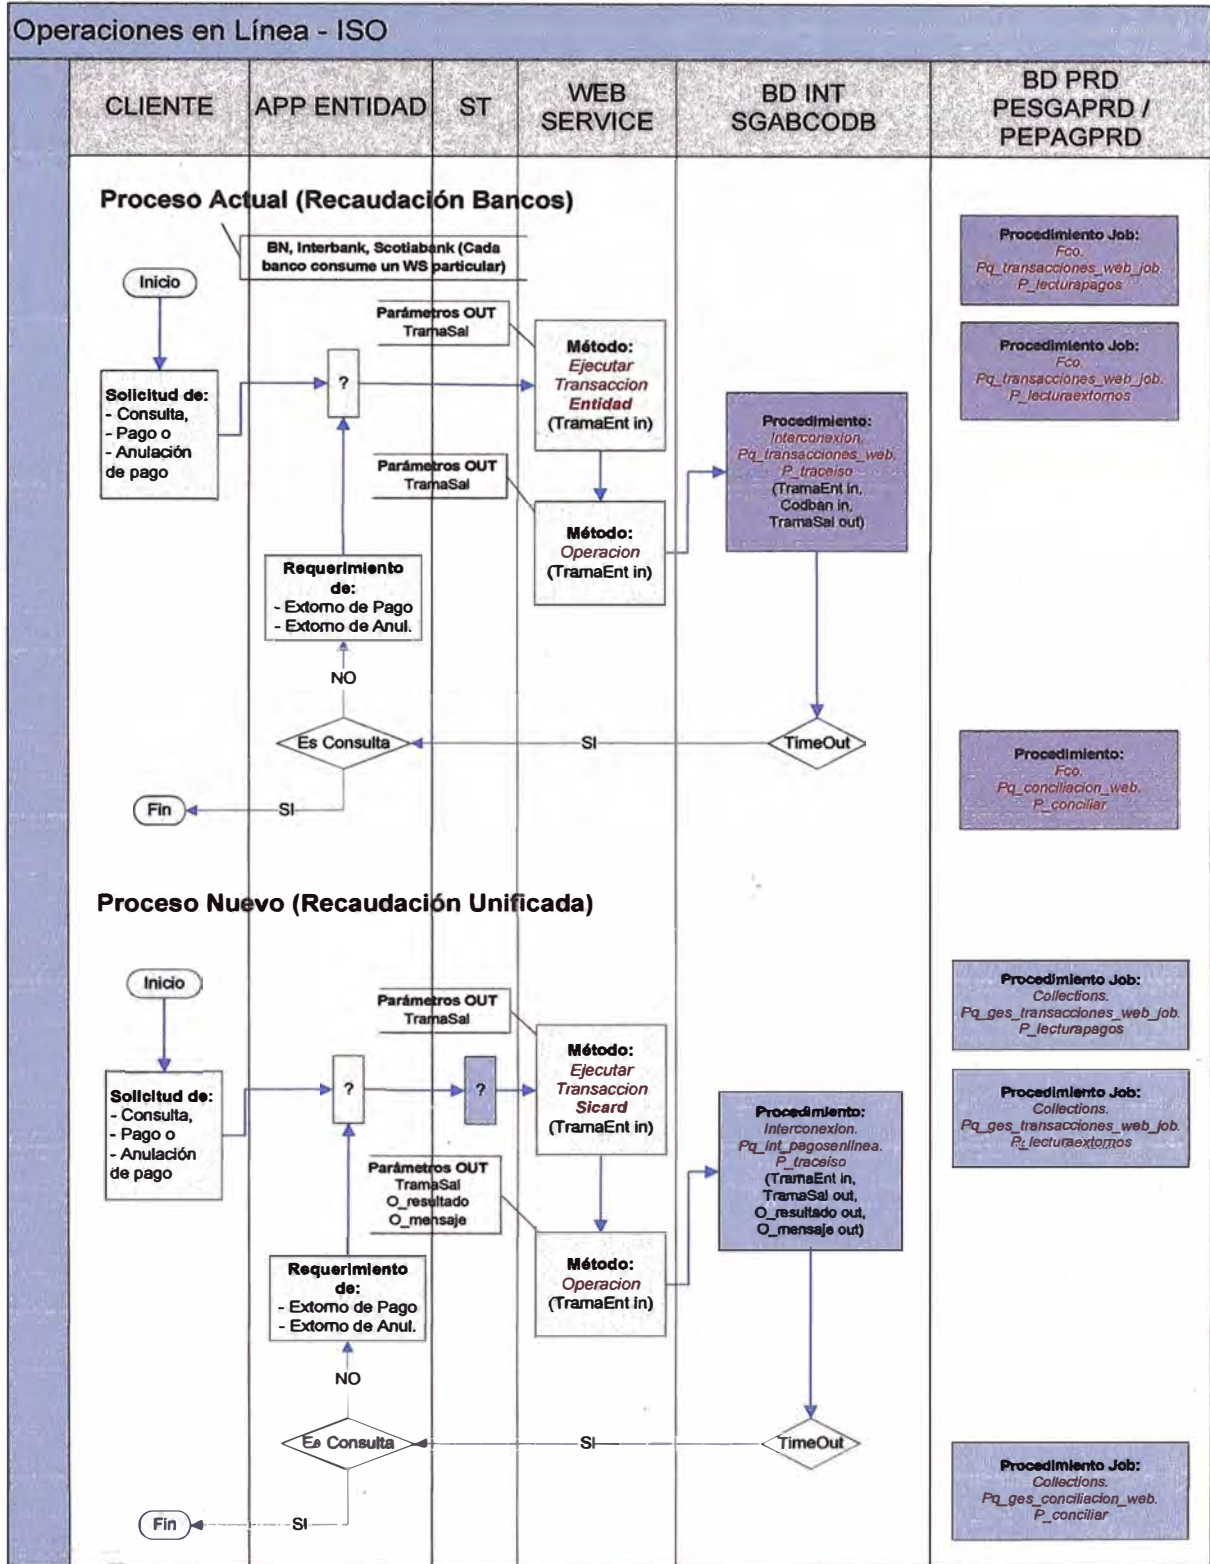 Operaciones en Línea - ISO
CLIENTE
APP ENTIDAD
ST
WEB
SERVICE
BD INT
SGABCODB
BD PRD
PESGAPRD /
PEPAGPRD
Proceso Actual (Recaudación Bancos)
BN, Interbank, Scotiabank (Cada
banco consume un WS particular)
Inicio
Solicitud de:
- Consulta,
- Pago o
- Anulación
de pago
?
Parámetros OUT
TramaSal
Método:
Ejecutar
Transaccion
Entidad
(TramaEnt in)
Parámetros OUT
TramaSal
Método:
Operacion
(TramaEnt in)
Procedimiento:
Interconexion.
Pq_transacciones_web.
P_traceiso
(TramaEnt in,
Codban in,
TramaSal out)
Requerimiento
de:
- Extorno de Pago
- Extorno de Anul.
NO
Es Consulta
SI
TimeOut
Fin
SI
Procedimiento Job:
Fco.
Pq_transacciones_web_job.
P_lecturapagos
Procedimiento Job:
Fco.
Pq_transacciones_web_job.
P_lecturaextornos
Procedimiento:
Fco.
Pq_conciliacion_web.
P_conciliar
Proceso Nuevo (Recaudación Unificada)
Inicio
Solicitud de:
- Consulta,
- Pago o
- Anulación
de pago
?
?
Parámetros OUT
TramaSal
Método:
Ejecutar
Transaccion
Sicard
(TramaEnt in)
Parámetros OUT
TramaSal
O_resultado
O_mensaje
Método:
Operacion
(TramaEnt in)
Procedimiento:
Interconexion.
Pq_int_pagosenlinea.
P_traceiso
(TramaEnt in,
TramaSal out,
O_resultado out,
O_mensaje out)
Requerimiento
de:
- Extorno de Pago
- Extorno de Anul.
NO
Es Consulta
SI
TimeOut
Fin
SI
Procedimiento Job:
Collections.
Pq_ges_transacciones_web_job.
P_lecturapagos
Procedimiento Job:
Collections.
Pq_ges_transacciones_web_job.
P_lecturaextornos
Procedimiento Job:
Collections.
Pq_ges_conciliacion_web.
P_conciliar